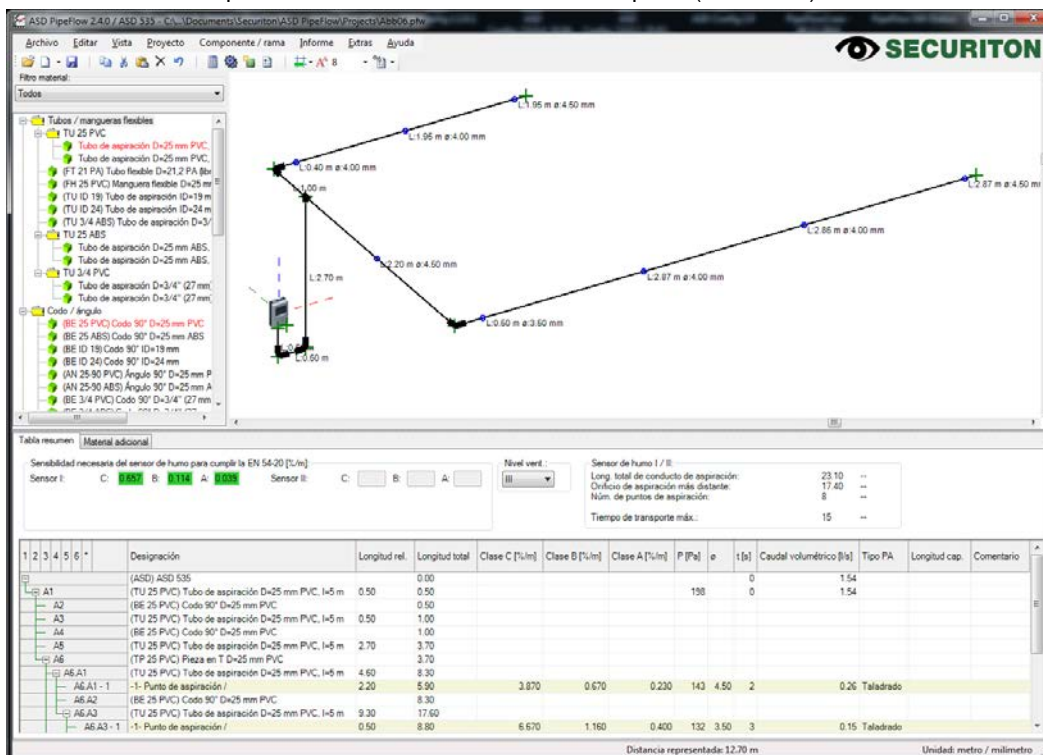 ASD PipeFlow 2.4.0 / ASD 535 - C:\...\Documents\Securiton\ASD PipeFlow\Projects\Abb06.pfw
Archivo Editar Vista Proyecto Componente / rama Informe Extras Ayuda
SECURITON
8
Filtro material:
Todos
Tubos / mangueras flexibles
TU 25 PVC
Tubo de aspiración D=25 mm PVC,
Tubo de aspiración D=25 mm PVC,
(FT 21 PA) Tubo flexible D=21,2 PA (libr
(FH 25 PVC) Manguera flexible D=25 mr
(TU ID 19) Tubo de aspiración ID=19 m
(TU ID 24) Tubo de aspiración ID=24 m
(TU 3/4 ABS) Tubo de aspiración D=3/
TU 25 ABS
Tubo de aspiración D=25 mm ABS,
Tubo de aspiración D=25 mm ABS,
TU 3/4 PVC
Tubo de aspiración D=3/4" (27 mm)
Tubo de aspiración D=3/4" (27 mm)
Codo / ángulo
(BE 25 PVC) Codo 90° D=25 mm PVC
(BE 25 ABS) Codo 90° D=25 mm ABS
(BE ID 19) Codo 90° ID=19 mm
(BE ID 24) Codo 90° ID=24 mm
(AN 25-90 PVC) Ángulo 90° D=25 mm P
(AN 25-90 ABS) Ángulo 90° D=25 mm A
(BE 3/4 PVC) Codo 90° D=3/4" (27 mm
L:1.95 m ø:4.50 mm
L:1.95 m ø:4.00 mm
L:0.40 m ø:4.00 mm
L:1.00 m
L:2.87 m ø:4.50 mm
L:2.86 m ø:4.00 mm
L:2.20 m ø:4.50 mm
L:2.70 m
L:2.87 m ø:4.00 mm
L:0.60 m ø:3.50 mm
L:0.50 m
Tabla resumen Material adicional
Sensibilidad necesaria del sensor de humo para cumplir la EN 54-20 [%/m]:
Sensor I: C: 0.657 B: 0.114 A: 0.039 Sensor II: C: B: A:
Nivel vert.:
III
Sensor de humo I / II:
Long. total de conducto de aspiración: 23.10 --
Orificio de aspiración más distante: 17.40 --
Núm. de puntos de aspiración: 8 --
Tiempo de transporte máx.: 15 --
1 2 3 4 5 6 * Designación Longitud rel. Longitud total Clase C [%/m] Clase B [%/m] Clase A [%/m] P [Pa] ø t [s] Caudal volumétrico [l/s] Tipo PA Longitud cap. Comentario
(ASD) ASD 535 0.00 0 1.54
A1 (TU 25 PVC) Tubo de aspiración D=25 mm PVC, l=5 m 0.50 0.50 198 0 1.54
A2 (BE 25 PVC) Codo 90° D=25 mm PVC 0.50
A3 (TU 25 PVC) Tubo de aspiración D=25 mm PVC, l=5 m 0.50 1.00
A4 (BE 25 PVC) Codo 90° D=25 mm PVC 1.00
A5 (TU 25 PVC) Tubo de aspiración D=25 mm PVC, l=5 m 2.70 3.70
A6 (TP 25 PVC) Pieza en T D=25 mm PVC 3.70
A6.A1 (TU 25 PVC) Tubo de aspiración D=25 mm PVC, l=5 m 4.60 8.30
A6.A1 - 1 -1- Punto de aspiración / 2.20 5.90 3.870 0.670 0.230 143 4.50 2 0.26 Taladrado
A6.A2 (BE 25 PVC) Codo 90° D=25 mm PVC 8.30
A6.A3 (TU 25 PVC) Tubo de aspiración D=25 mm PVC, l=5 m 9.30 17.60
A6.A3 - 1 -1- Punto de aspiración / 0.50 8.80 6.670 1.160 0.400 132 3.50 3 0.15 Taladrado
Distancia representada: 12.70 m Unidad: metro / milímetro